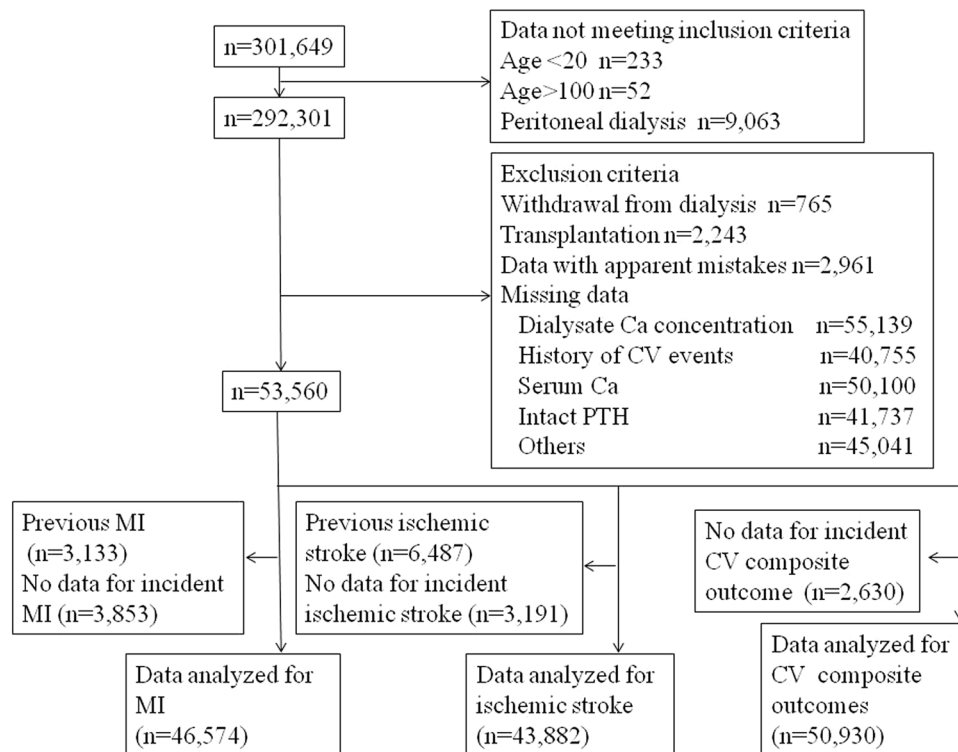 n=301,649
Data not meeting inclusion criteria
Age <20 n=233
Age>100 n=52
Peritoneal dialysis n=9,063
n=292,301
Exclusion criteria
Withdrawal from dialysis n=765
Transplantation n=2,243
Data with apparent mistakes n=2,961
Missing data
Dialysate Ca concentration n=55,139
History of CV events n=40,755
Serum Ca n=50,100
Intact PTH n=41,737
Others n=45,041
n=53,560
Previous MI
(n=3,133)
No data for incident
MI (n=3,853)
Previous ischemic
stroke (n=6,487)
No data for incident
ischemic stroke (n=3,191)
No data for incident
CV composite
outcome (n=2,630)
Data analyzed for
MI
(n=46,574)
Data analyzed for
ischemic stroke
(n=43,882)
Data analyzed for
CV composite
outcomes
(n=50,930)